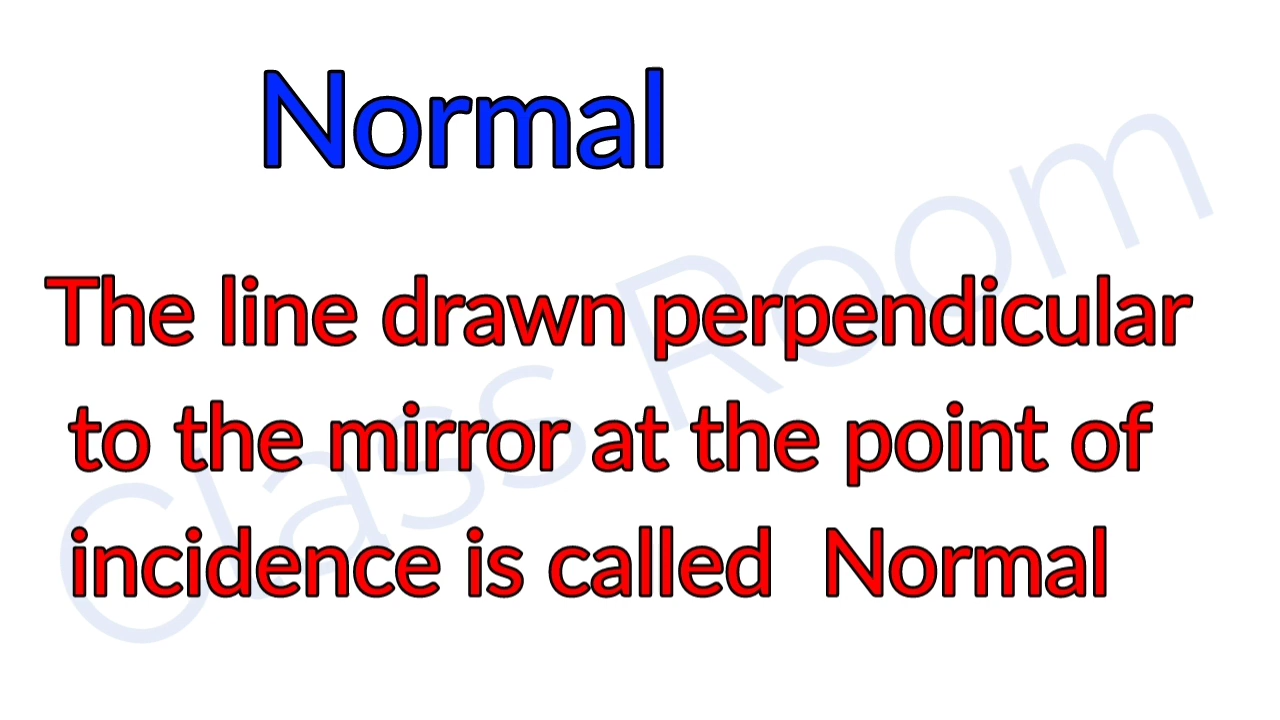 Normal
The line drawn perpendicular
to the mirror at the point of
incidence is called Normal
Class Room